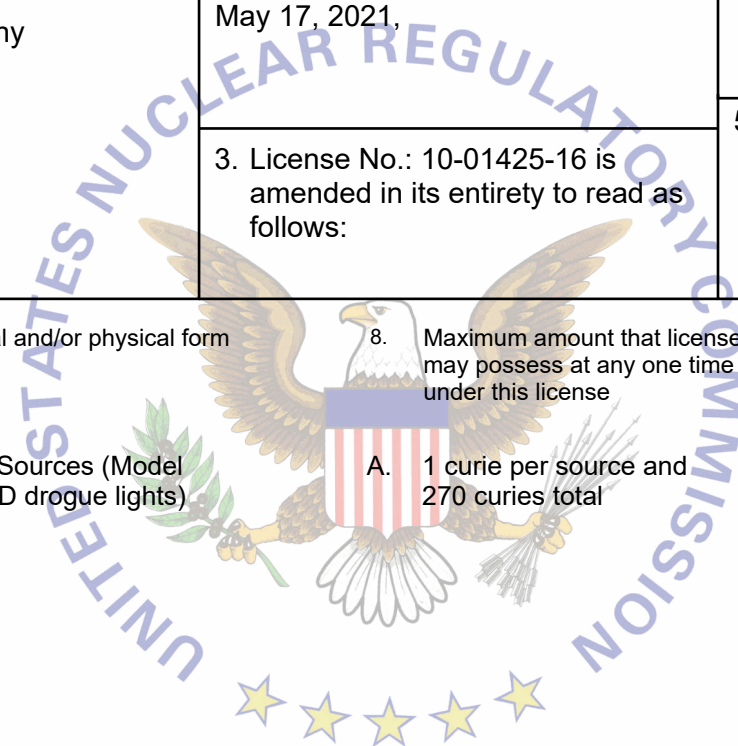 ny
May 17, 2021,
5
3. License No.: 10-01425-16 is
amended in its entirety to read as
follows:
UNITED STATES NUCLEAR REGULATORY COMMISSION
l and/or physical form
8. Maximum amount that license
may possess at any one time
under this license
Sources (Model
D drogue lights)
A. 1 curie per source and
270 curies total